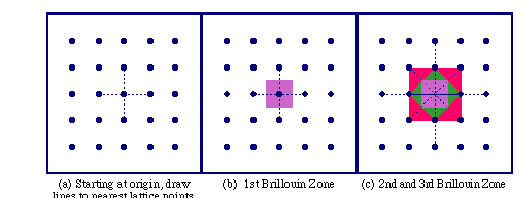 (a) Starting at origin, draw
lines to nearest lattice points
(b) 1st Brillouin Zone
(c) 2nd and 3rd Brillouin Zone